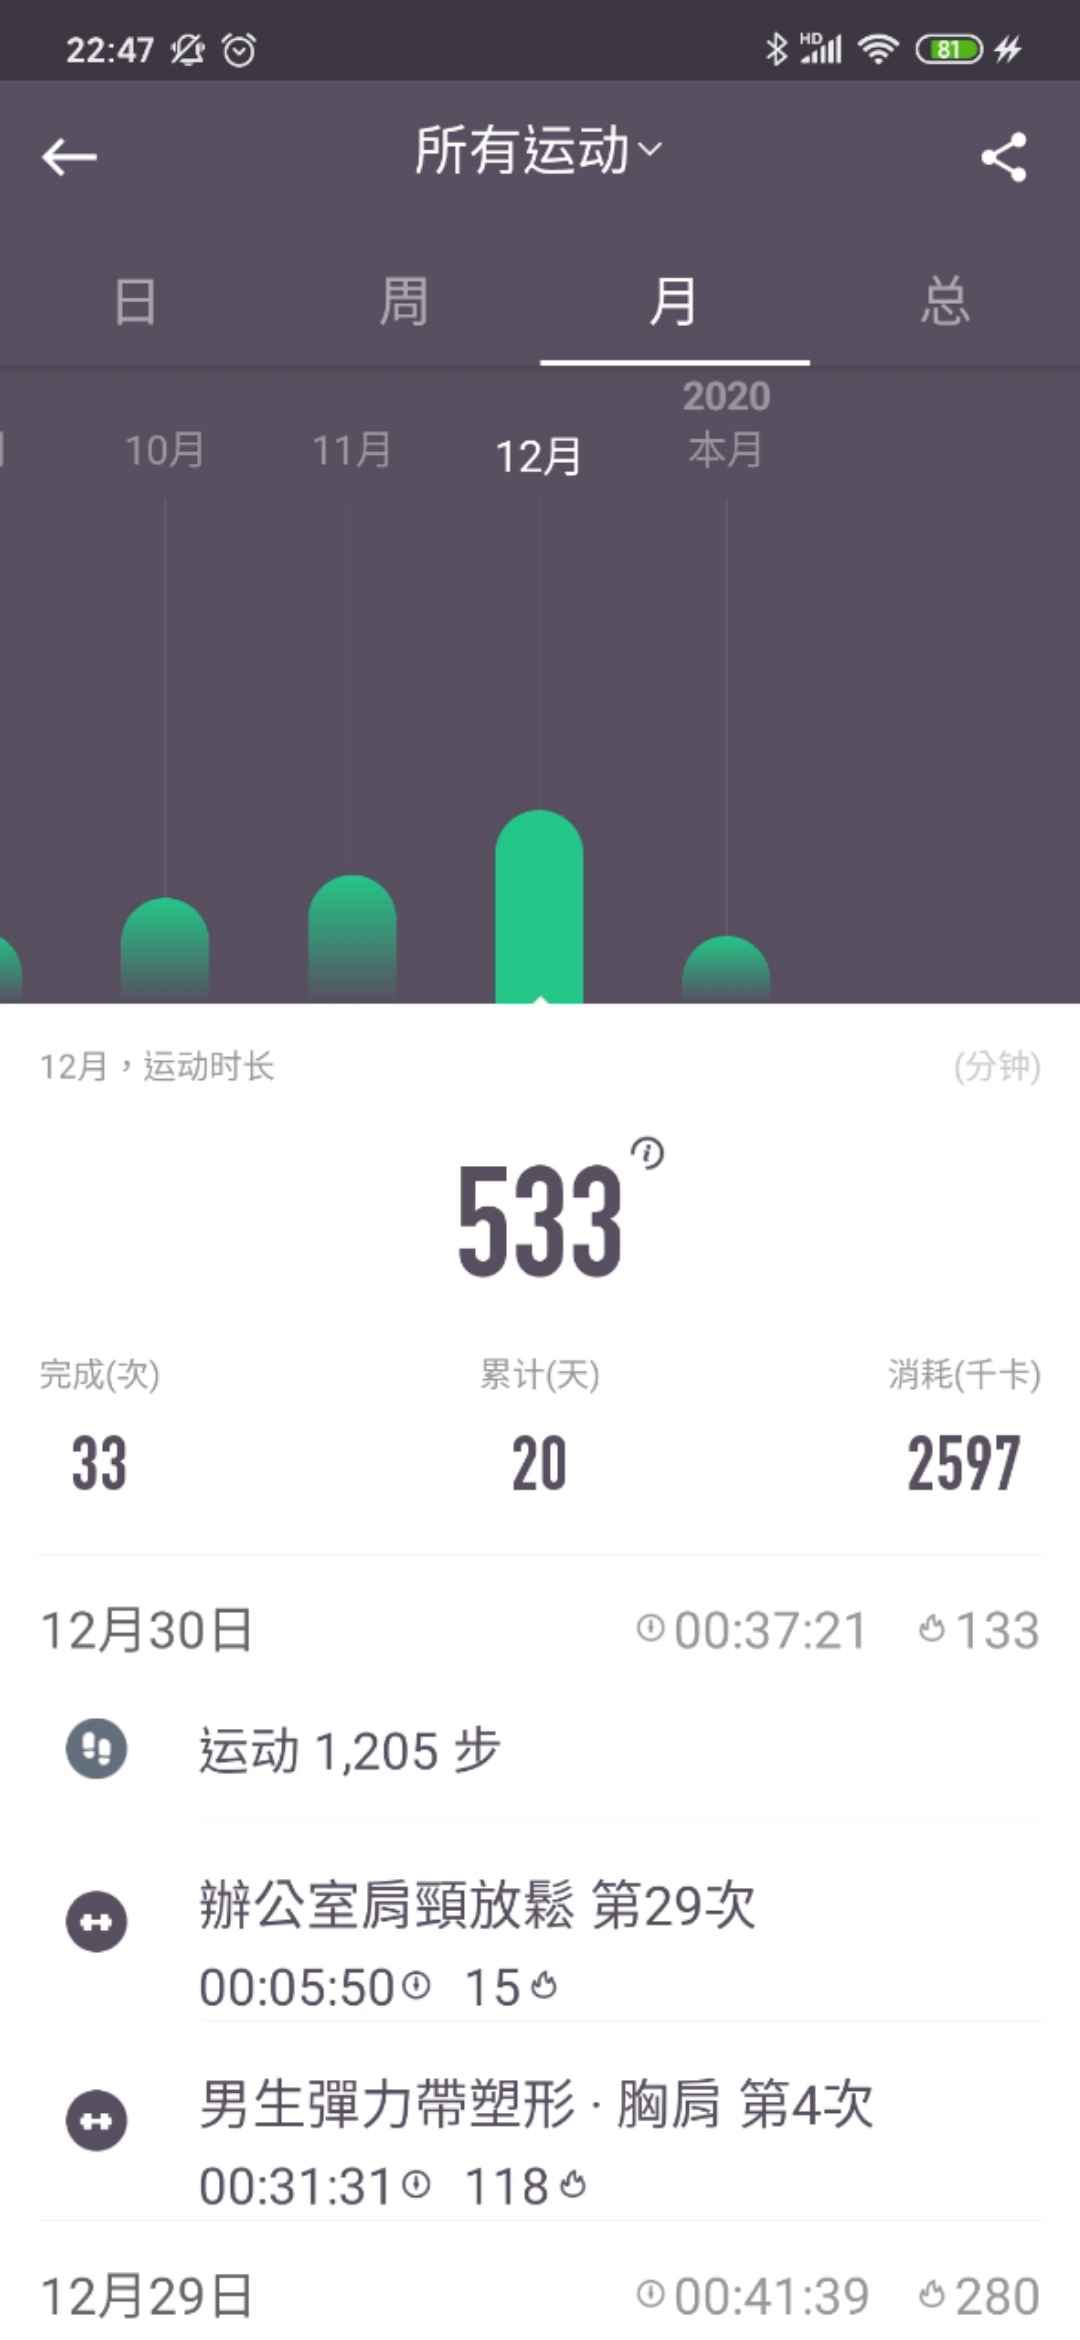 22:47 HD 81
所有运动
日 周 月 总
2020
10月 11月 12月 本月
12月，运动时长 (分钟)
533
完成(次) 累计(天) 消耗(千卡)
33 20 2597
12月30日 00:37:21 133
运动 1,205 步
辦公室肩頸放鬆 第29次
00:05:50 15
男生彈力帶塑形 · 胸肩 第4次
00:31:31 118
12月29日 00:41:39 280